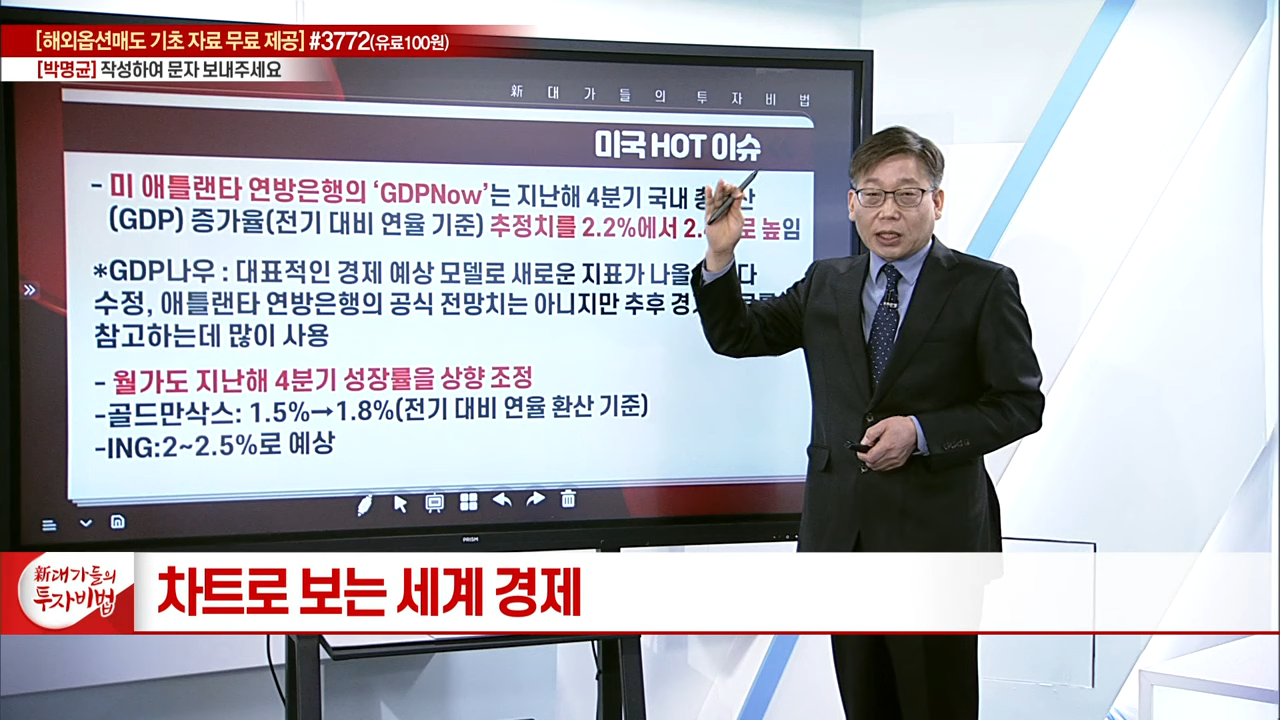 [해외옵션매도 기초 자료 무료 제공] #3772(유료100원)
[박명균] 작성하여 문자 보내주세요
新 대 가 들 의 투 자 비 법
미국 HOT 이슈
- 미 애틀랜타 연방은행의 ‘GDPNow’는 지난해 4분기 국내
(GDP) 증가율(전기 대비 연율 기준) 추정치를 2.2%에서 높임
*GDP나우 : 대표적인 경제 예상 모델로 새로운 지표가
수정, 애틀랜타 연방은행의 공식 전망치는 아니지만 추후
참고하는데 많이 사용
- 월가도 지난해 4분기 성장률을 상향 조정
-골드만삭스: 1.5%→1.8%(전기 대비 연율 환산 기준)
-ING:2~2.5%로 예상
PRISM
新대가들의
투자비법
차트로 보는 세계 경제